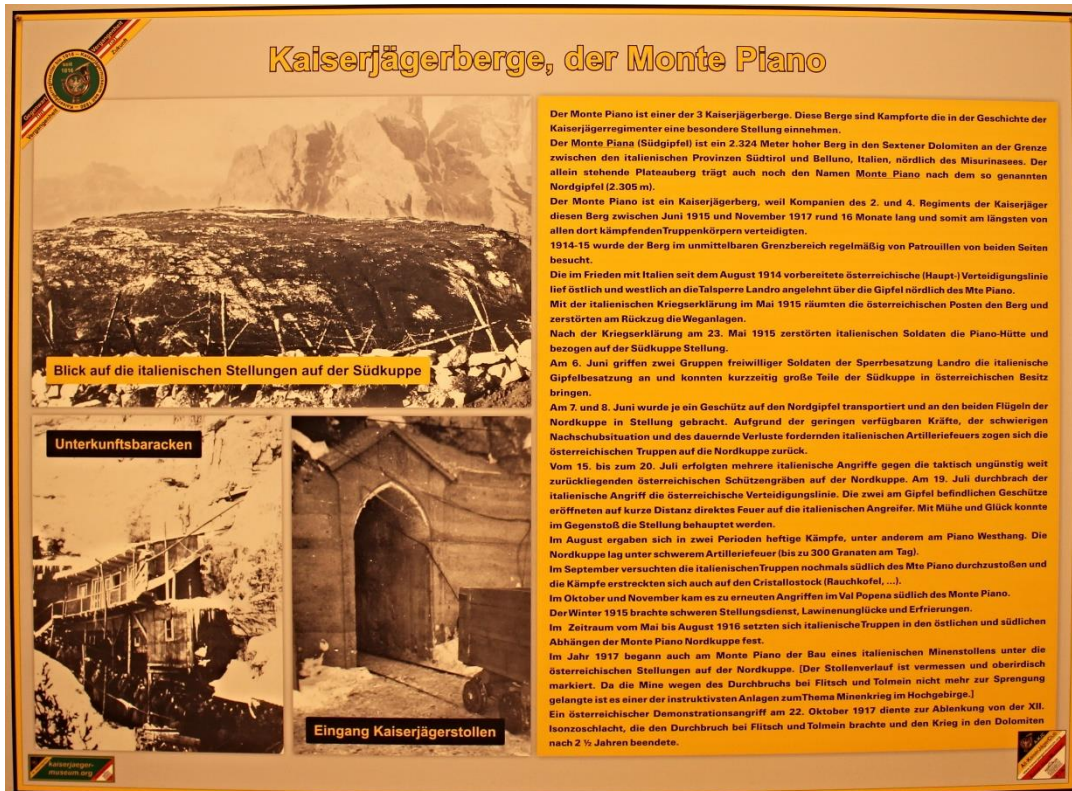 Kaiserjägerberge, der Monte Piano
Der Monte Piano ist einer der 3 Kaiserjägerberge. Diese Berge sind Kampforte die in der Geschichte der
Kaiserjägerregimenter eine besondere Stellung einnehmen.
Der Monte Piana (Südgipfel) ist ein 2.324 Meter hoher Berg in den Sextener Dolomiten an der Grenze
zwischen den italienischen Provinzen Südtirol und Belluno, Italien, nördlich des Misurinasees. Der
allein stehende Plateauberg trägt auch noch den Namen Monte Piano nach dem so genannten
Nordgipfel (2.305 m).
Der Monte Piano ist ein Kaiserjägerberg, weil Kompanien des 2. und 4. Regiments der Kaiserjäger
diesen Berg zwischen Juni 1915 und November 1917 rund 16 Monate lang und somit am längsten von
allen dort kämpfendenTruppenkörpern verteidigten.
1914-15 wurde der Berg im unmittelbaren Grenzbereich regelmäßig von Patrouillen von beiden Seiten
besucht.
Die im Frieden mit Italien seit dem August 1914 vorbereitete österreichische (Haupt-) Verteidigungslinie
lief östlich und westlich an dieTalsperre Landro angelehnt über die Gipfel nördlich des Mte Piano.
Mit der italienischen Kriegserklärung im Mai 1915 räumten die österreichischen Posten den Berg und
zerstörten am Rückzug die Weganlagen.
Nach der Kriegserklärung am 23. Mai 1915 zerstörten italienischen Soldaten die Piano-Hütte und
bezogen auf der Südkuppe Stellung.
Am 6. Juni griffen zwei Gruppen freiwilliger Soldaten der Sperrbesatzung Landro die italienische
Gipfelbesatzung an und konnten kurzzeitig große Teile der Südkuppe in österreichischen Besitz
bringen.
Am 7. und 8. Juni wurde je ein Geschütz auf den Nordgipfel transportiert und an den beiden Flügeln der
Nordkuppe in Stellung gebracht. Aufgrund der geringen verfügbaren Kräfte, der schwierigen
Nachschubsituation und des dauernde Verluste fordernden italienischen Artilleriefeuers zogen sich die
österreichischen Truppen auf die Nordkuppe zurück.
Vom 15. bis zum 20. Juli erfolgten mehrere italienische Angriffe gegen die taktisch ungünstig weit
zurückliegenden österreichischen Schützengräben auf der Nordkuppe. Am 19. Juli durchbrach der
italienische Angriff die österreichische Verteidigungslinie. Die zwei am Gipfel befindlichen Geschütze
eröffneten auf kurze Distanz direktes Feuer auf die italienischen Angreifer. Mit Mühe und Glück konnte
im Gegenstoß die Stellung behauptet werden.
Im August ergaben sich in zwei Perioden heftige Kämpfe, unter anderem am Piano Westhang. Die
Nordkuppe lag unter schwerem Artilleriefeuer (bis zu 300 Granaten am Tag).
Im September versuchten die italienischenTruppen nochmals südlich des Mte Piano durchzustoßen und
die Kämpfe erstreckten sich auch auf den Cristallostock (Rauchkofel, ...).
Im Oktober und November kam es zu erneuten Angriffen im Val Popena südlich des Monte Piano.
Der Winter 1915 brachte schweren Stellungsdienst, Lawinenunglücke und Erfrierungen.
Im Zeitraum vom Mai bis August 1916 setzten sich italienischeTruppen in den östlichen und südlichen
Abhängen der Monte Piano Nordkuppe fest.
Im Jahr 1917 begann auch am Monte Piano der Bau eines italienischen Minenstollens unter die
österreichischen Stellungen auf der Nordkuppe. [Der Stollenverlauf ist vermessen und oberirdisch
markiert. Da die Mine wegen des Durchbruchs bei Flitsch und Tolmein nicht mehr zur Sprengung
gelangte ist es einer der instruktivsten Anlagen zumThema Minenkrieg im Hochgebirge.]
Ein österreichischer Demonstrationsangriff am 22. Oktober 1917 diente zur Ablenkung von der XII.
Isonzoschlacht, die den Durchbruch bei Flitsch und Tolmein brachte und den Krieg in den Dolomiten
nach 2 ½ Jahren beendete.
Blick auf die italienischen Stellungen auf der Südkuppe
Unterkunftsbaracken
Eingang Kaiserjägerstollen
kaiserjaeger-
museum.org